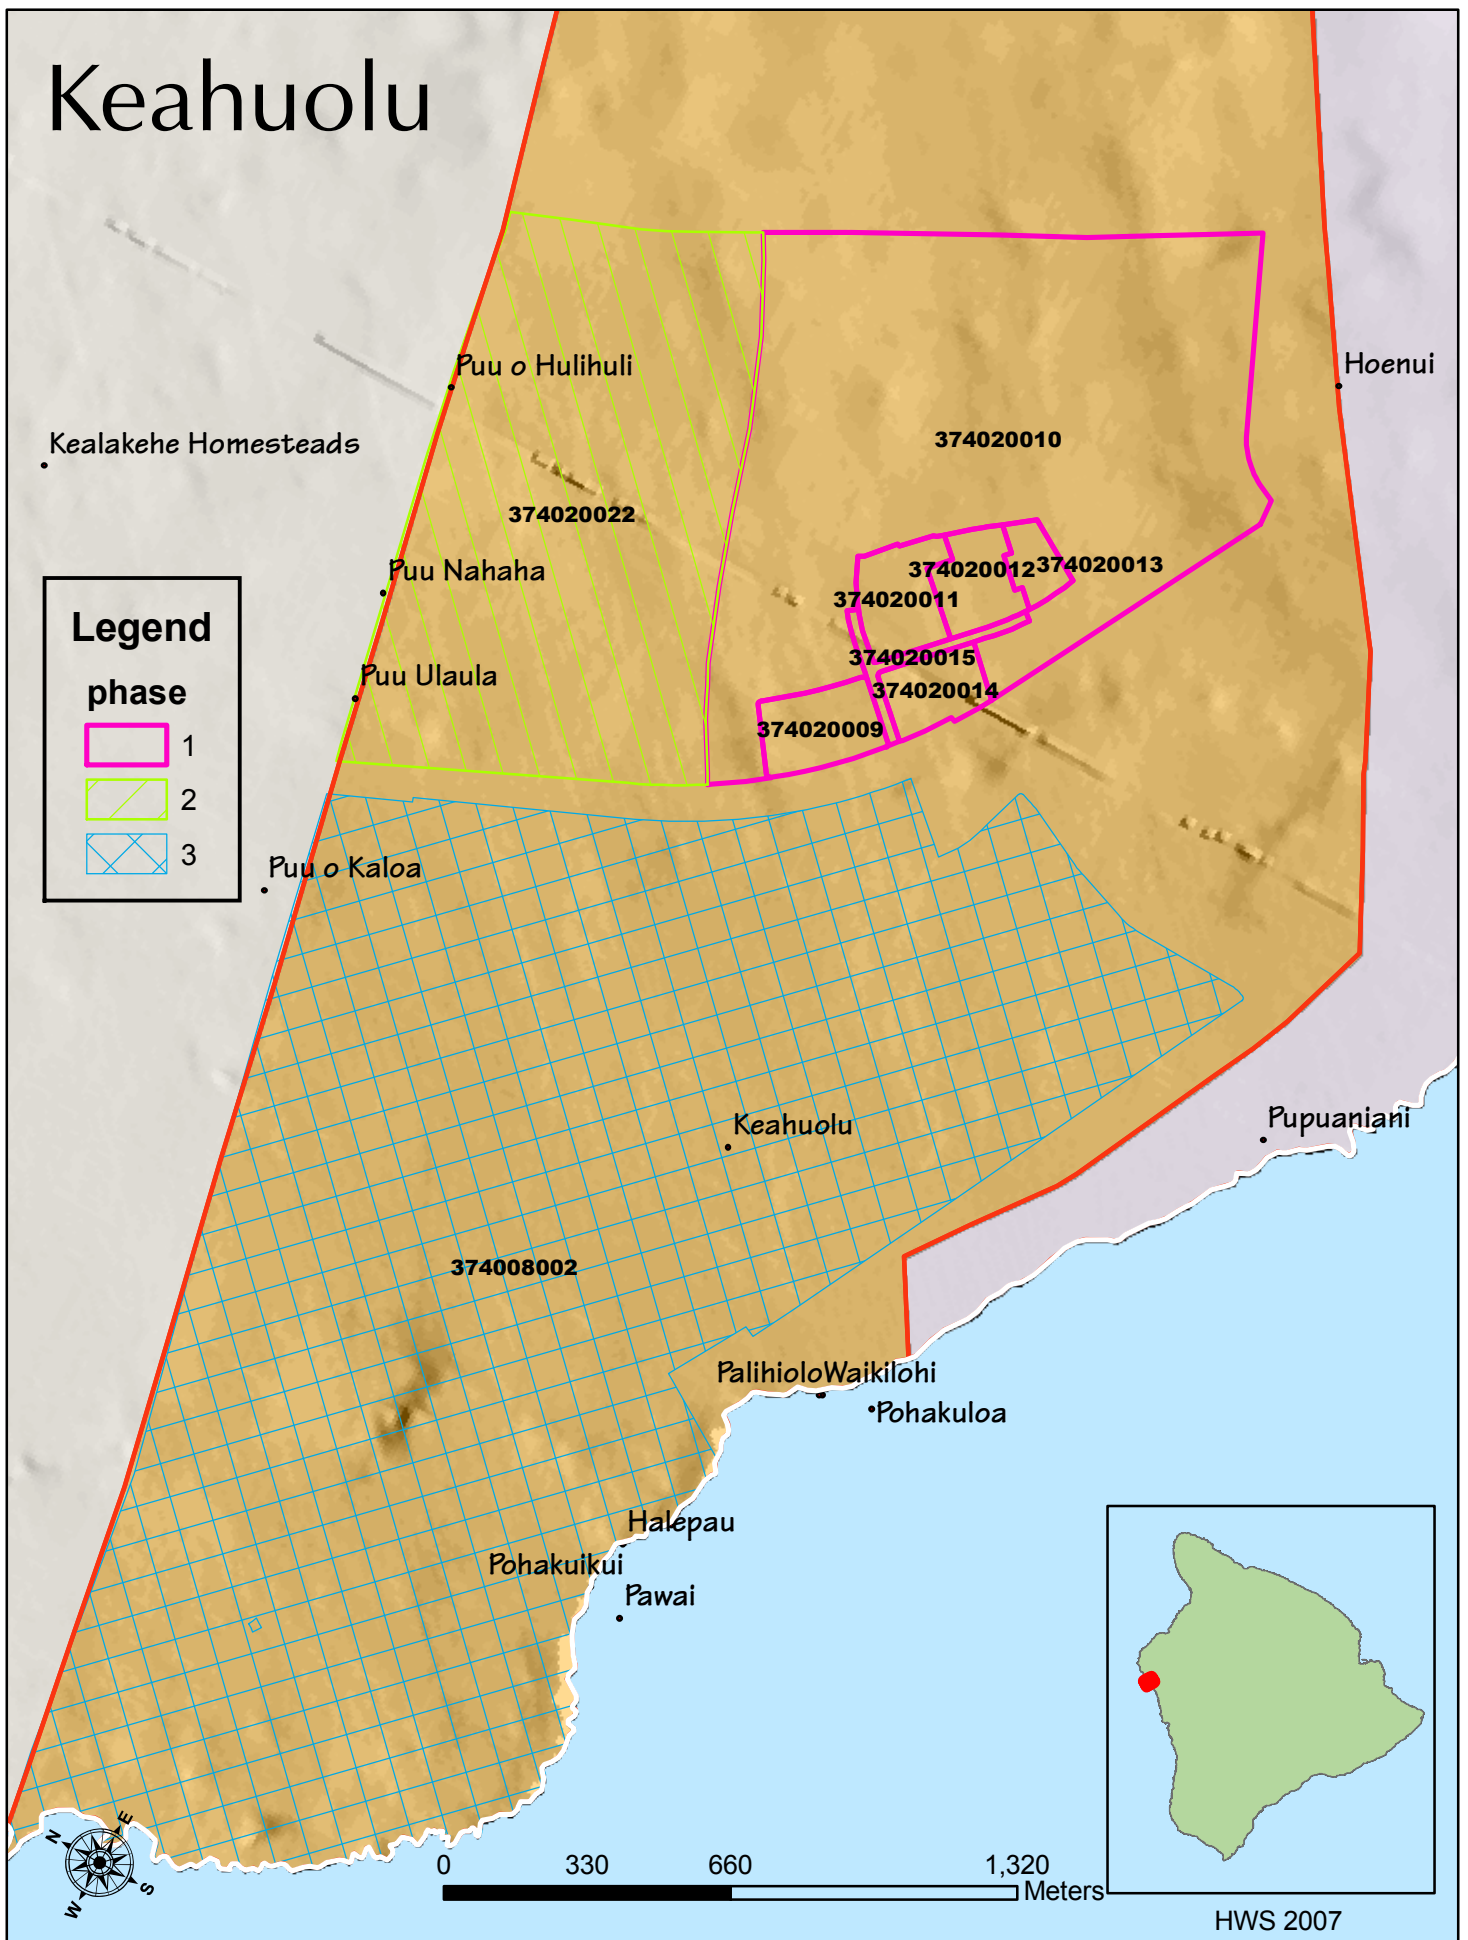 Keahuolu
Puu o Hulihuli
Hoenui
Kealakehe Homesteads
374020010
374020022
374020012
374020013
Puu Nahaha
374020011
Legend
374020015
Puu Ulaula
374020014
phase
374020009
1
2
3
Puu o Kaloa
Pupuaniani
Keahuolu
374008002
PalihioloWaikilohi
Pohakuloa
Halepau
Pohakuikui
Pawai
N
E
W
S
0 330 660 1,320
Meters
HWS 2007